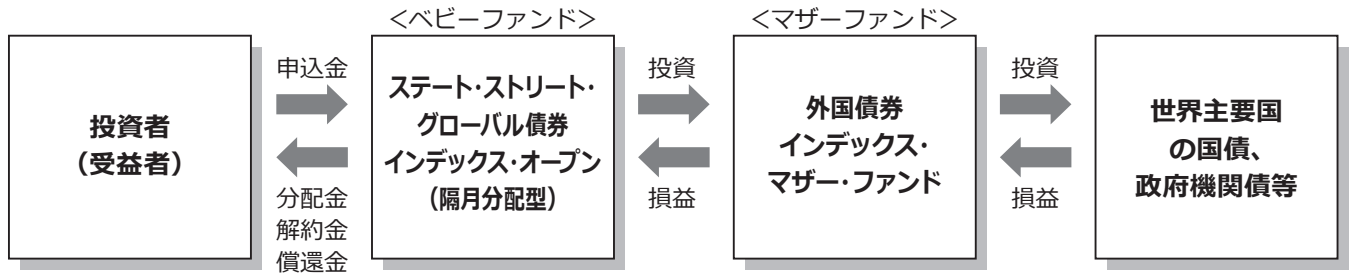 ＜ベビーファンド＞
＜マザーファンド＞
投資者
（受益者）
申込金
分配金
解約金
償還金
ステート・ストリート・
グローバル債券
インデックス・オープン
（隔月分配型）
投資
損益
外国債券
インデックス・
マザー・ファンド
投資
損益
世界主要国
の国債、
政府機関債等